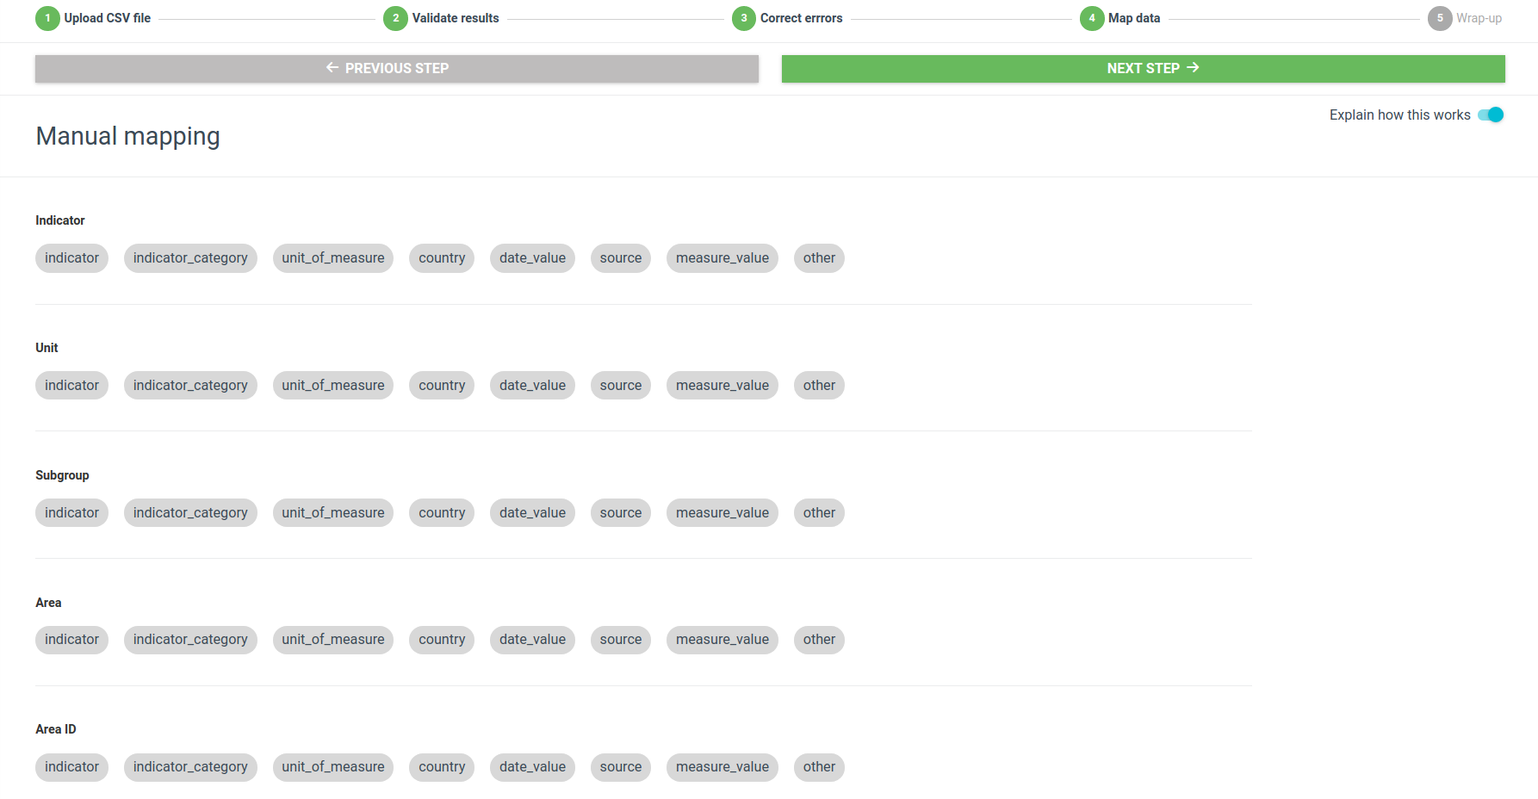 1 Upload CSV file 2 Validate results 3 Correct errrors 4 Map data 5 Wrap-up
← PREVIOUS STEP NEXT STEP →
Explain how this works
Manual mapping
Indicator
indicator indicator_category unit_of_measure country date_value source measure_value other
Unit
indicator indicator_category unit_of_measure country date_value source measure_value other
Subgroup
indicator indicator_category unit_of_measure country date_value source measure_value other
Area
indicator indicator_category unit_of_measure country date_value source measure_value other
Area ID
indicator indicator_category unit_of_measure country date_value source measure_value other